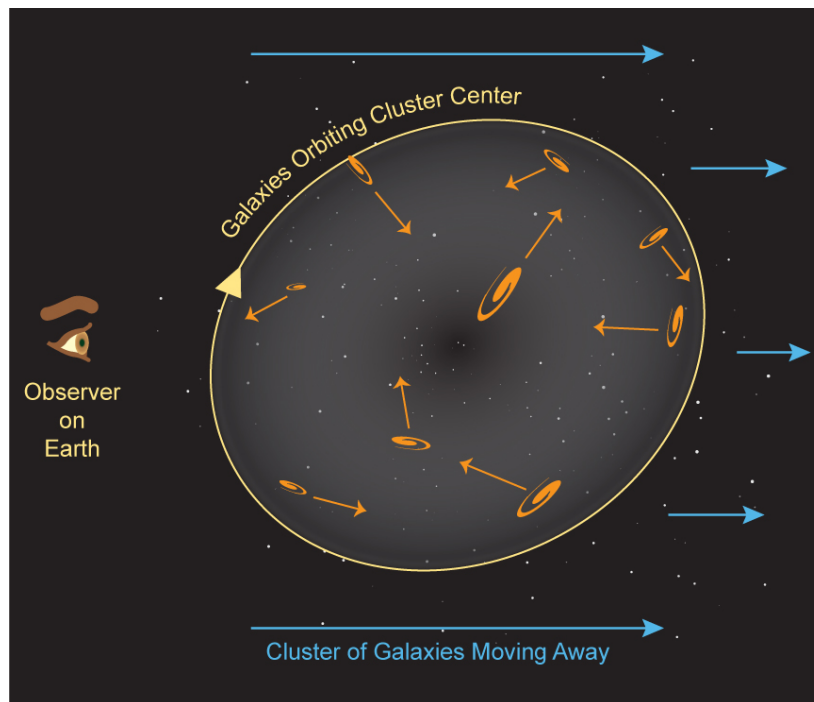 Galaxies Orbiting Cluster Center
Observer
on
Earth
Cluster of Galaxies Moving Away